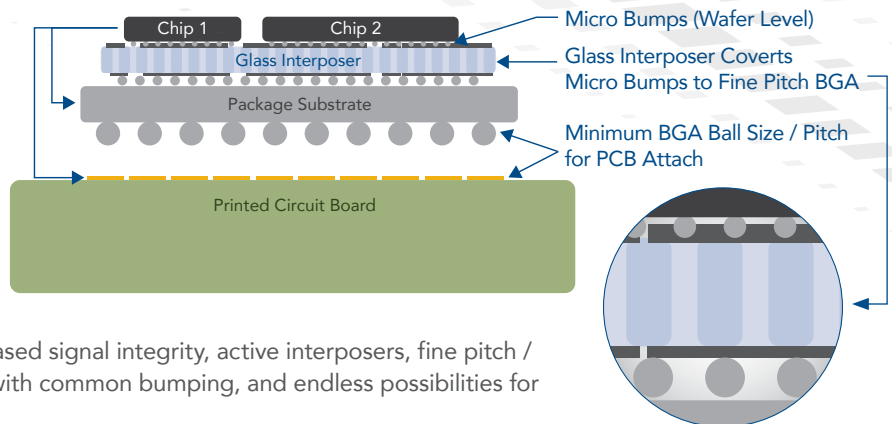 Chip 1
Chip 2
Micro Bumps (Wafer Level)
Glass Interposer
Glass Interposer Coverts
Micro Bumps to Fine Pitch BGA
Package Substrate
Minimum BGA Ball Size / Pitch
for PCB Attach
Printed Circuit Board
signal integrity, active interposers, fine pitch /
with common bumping, and endless possibilities for